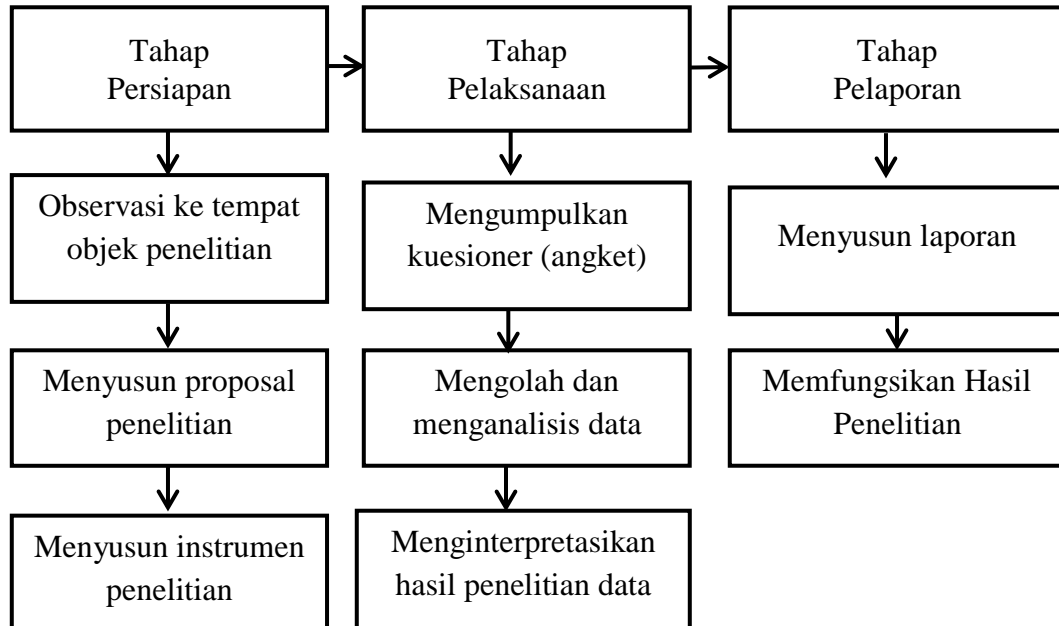 Tahap
Persiapan
Tahap
Pelaksanaan
Tahap
Pelaporan
Observasi ke tempat
objek penelitian
Mengumpulkan
kuesioner (angket)
Menyusun laporan
Menyusun proposal
penelitian
Mengolah dan
menganalisis data
Memfungsikan Hasil
Penelitian
Menyusun instrumen
penelitian
Menginterpretasikan
hasil penelitian data